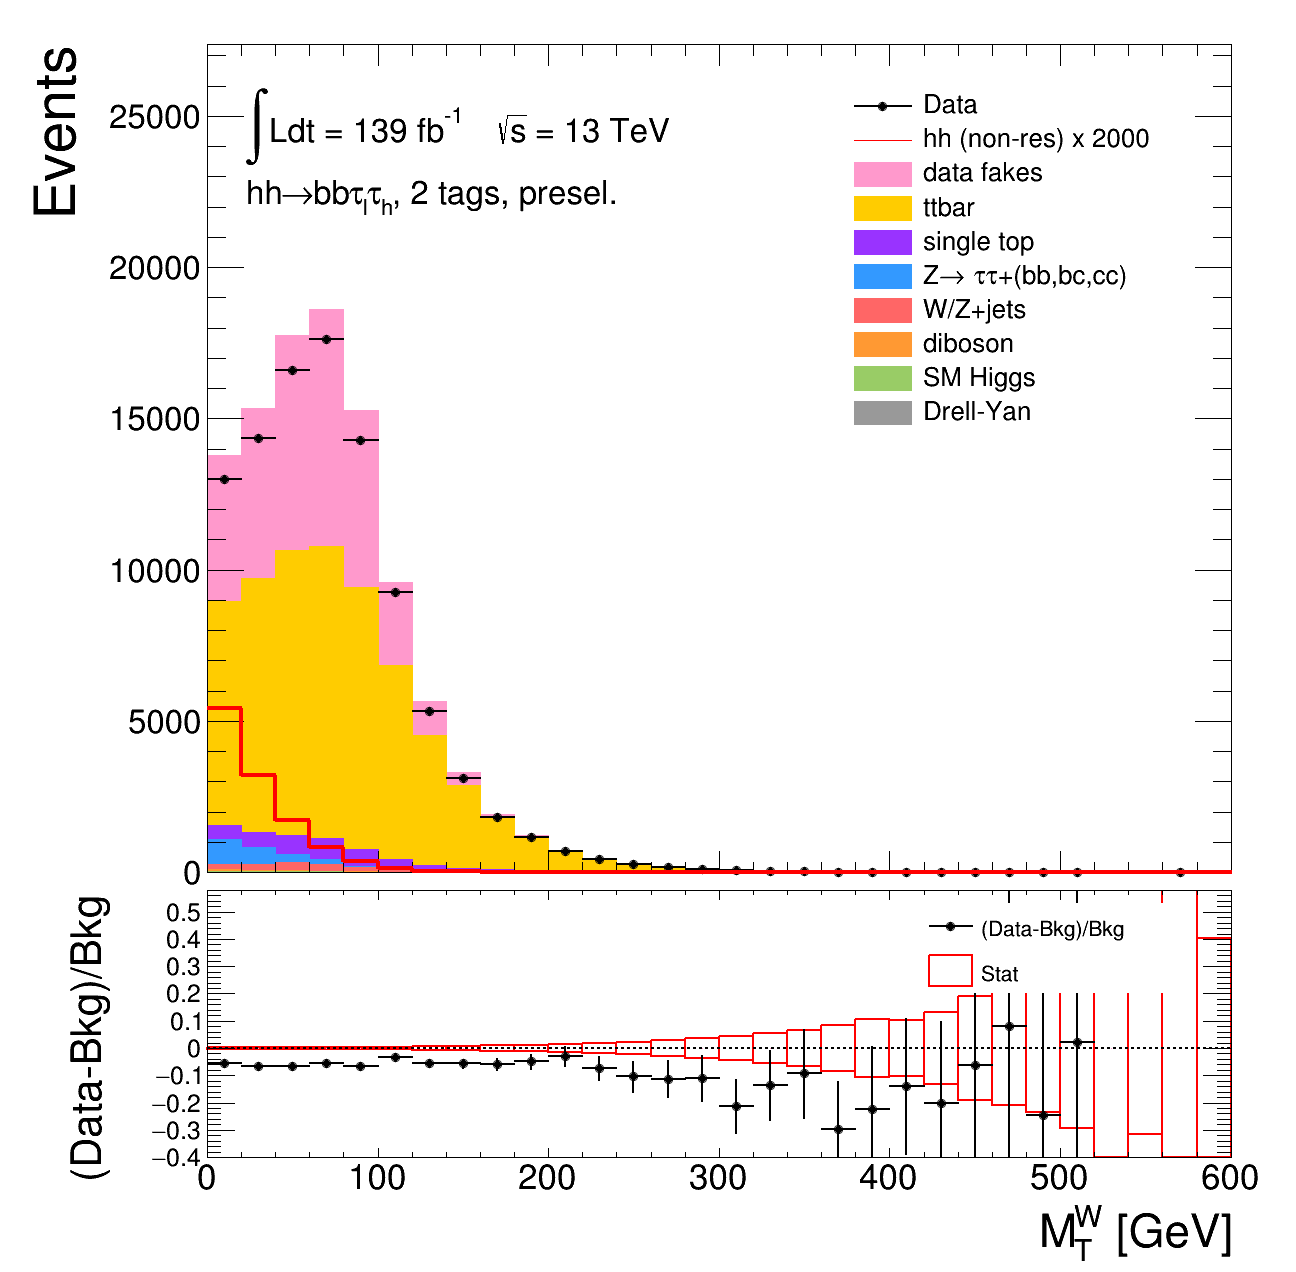 Events
25000
20000
15000
10000
5000
0
∫Ldt = 139 fb⁻¹ √s = 13 TeV
hh→bbτₗτₕ, 2 tags, presel.
Data
hh (non-res) x 2000
data fakes
ttbar
single top
Z→ ττ+(bb,bc,cc)
W/Z+jets
diboson
SM Higgs
Drell-Yan
(Data-Bkg)/Bkg
0.5
0.4
0.3
0.2
0.1
0
−0.1
−0.2
−0.3
−0.4
(Data-Bkg)/Bkg
Stat
0 100 200 300 400 500 600
M_T^W [GeV]